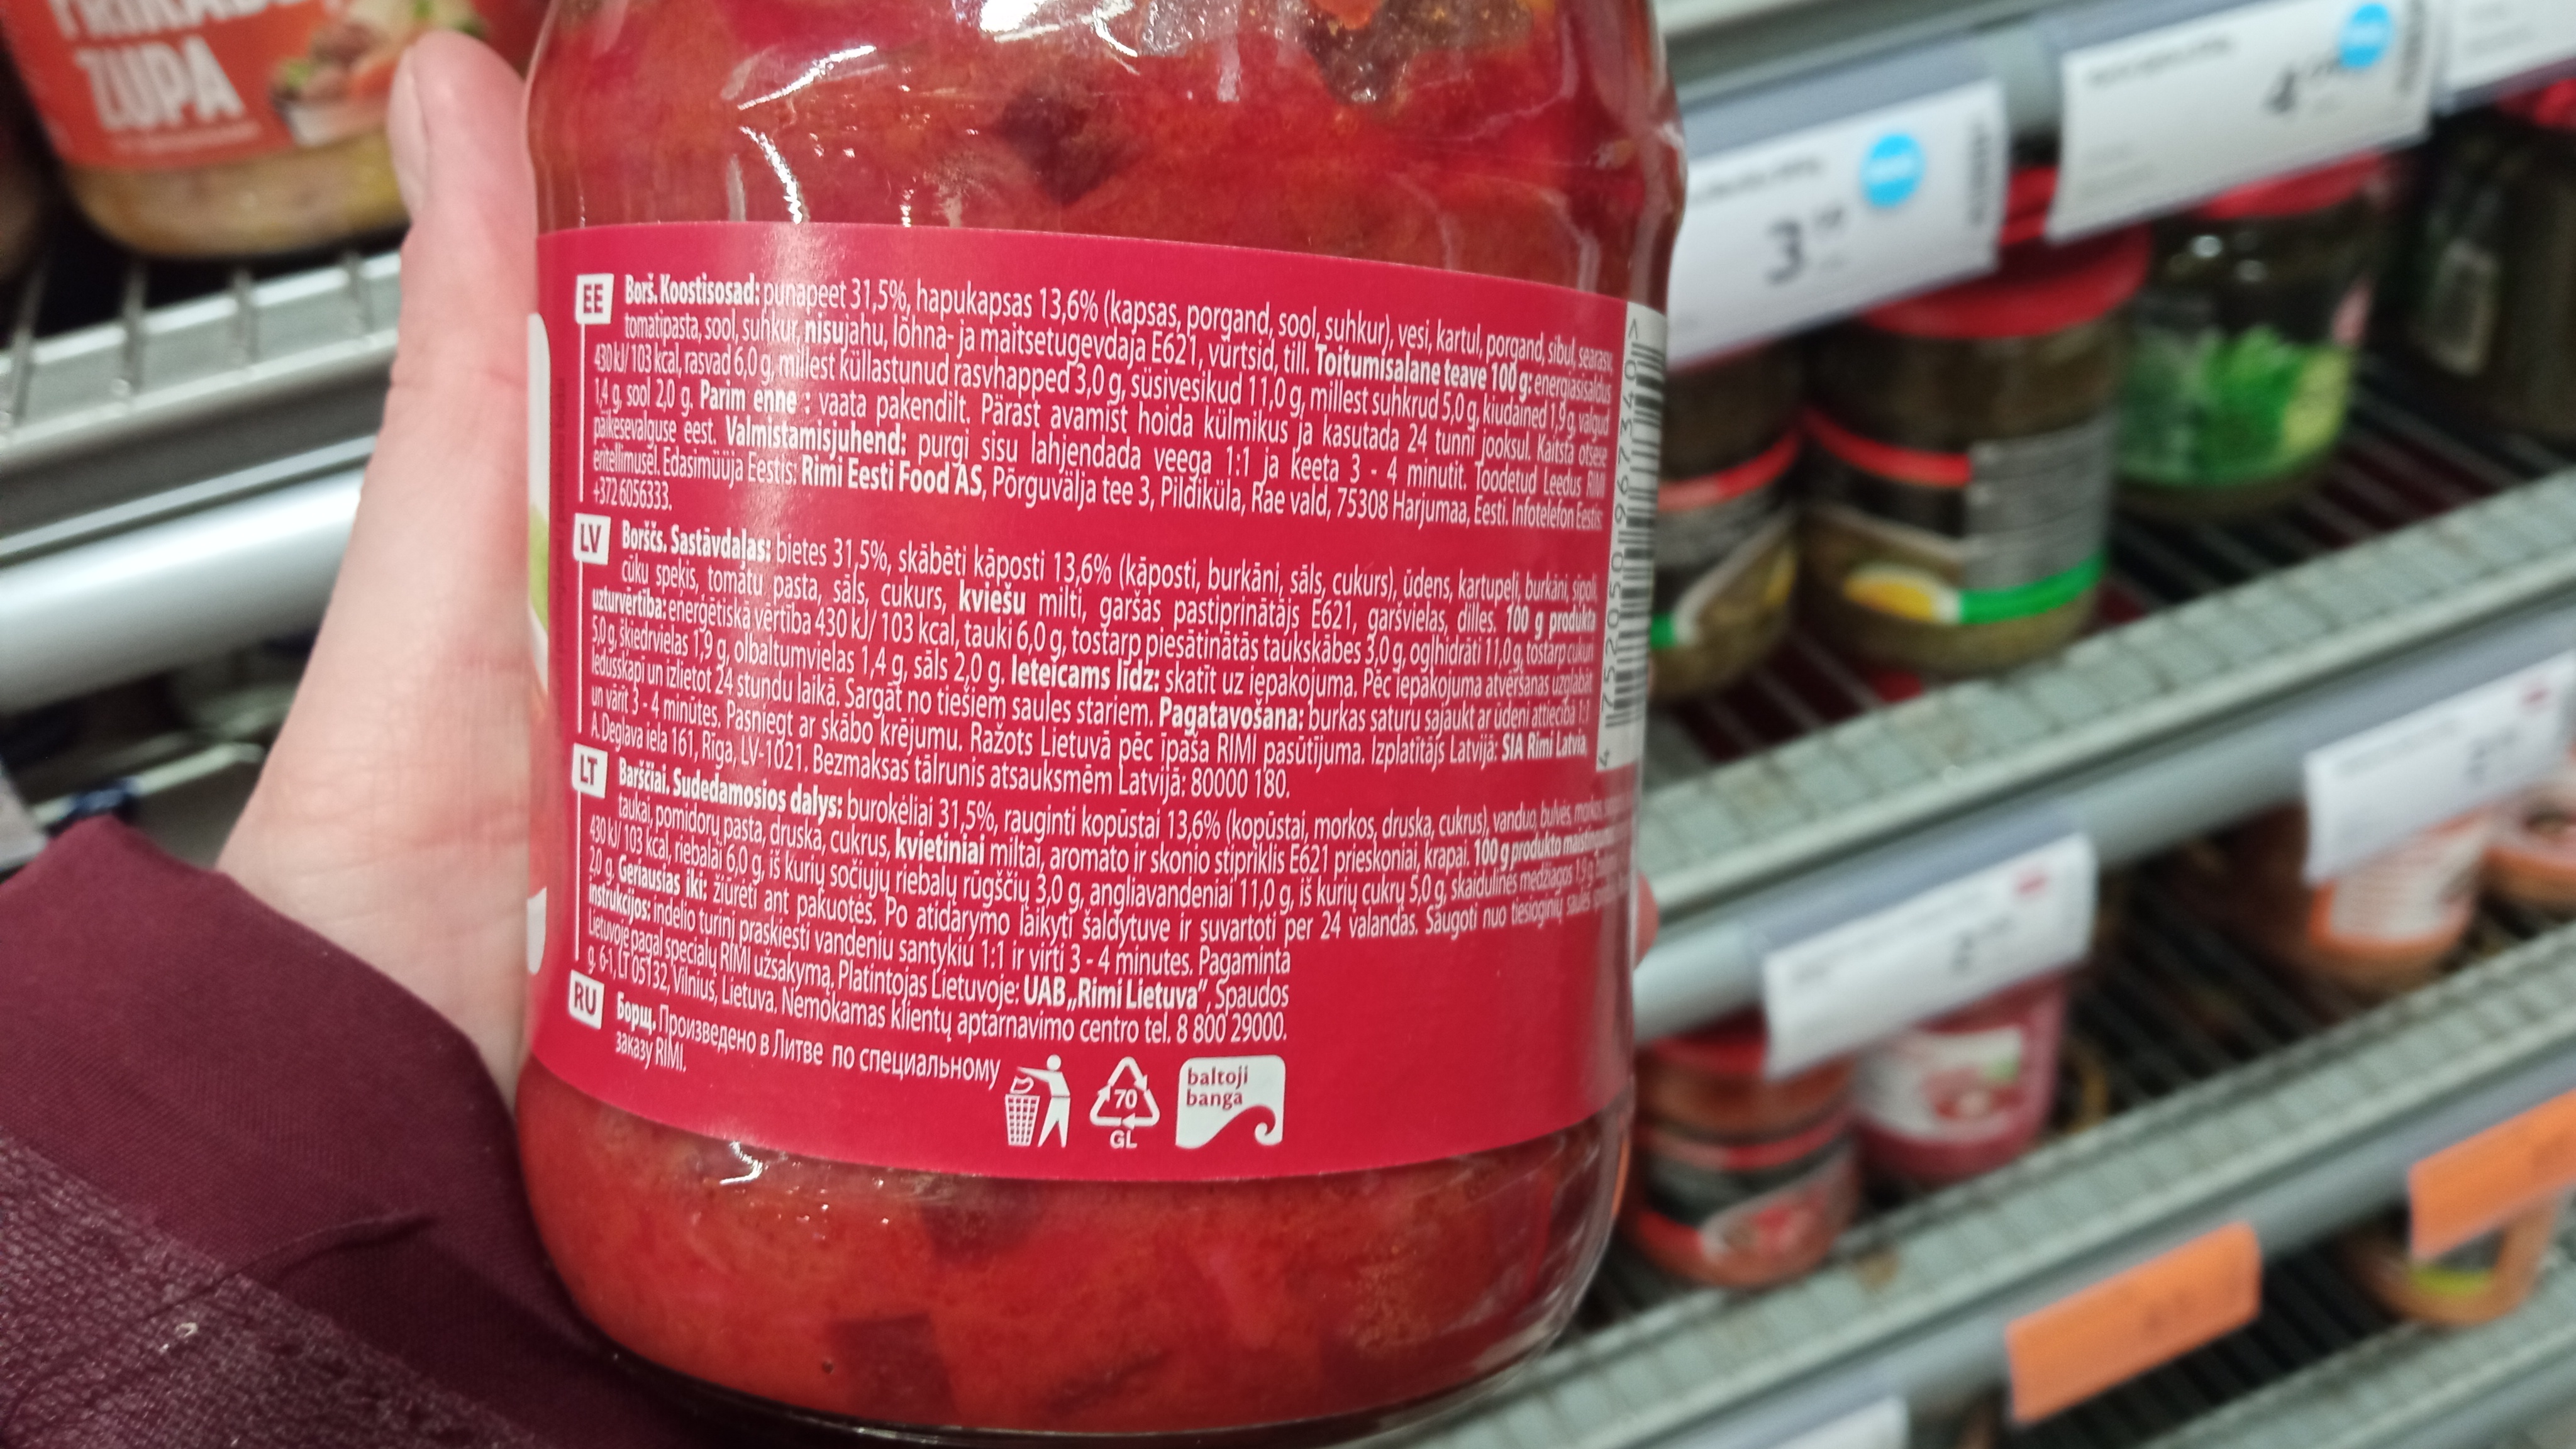 ZUPA
EE Borš. Koostisosad: punapeet 31,5%, hapukapsas 13,6% (kapsas, porgand, sool, suhkur), vesi, kartul, porgand, sibul, searasv,
tomatipasta, sool, suhkur, nisujahu, lõhna- ja maitsetugevdaja E621, vürtsid, till. Toitumisalane teave 100 g: energiasisaldus
430 kJ/ 103 kcal, rasvad 6,0 g, millest küllastunud rasvhapped 3,0 g, süsivesikud 11,0 g, millest suhkrud 5,0 g, kiudained 1,9 g, valgud
1,4 g, sool 2,0 g. Parim enne : vaata pakendilt. Pärast avamist hoida külmikus ja kasutada 24 tunni jooksul. Kaitsta otsese
päikesevalguse eest. Valmistamisjuhend: purgi sisu lahjendada veega 1:1 ja keeta 3 - 4 minutit. Toodetud Leedus RIMI
eritellimusel. Edasimüüja Eestis: Rimi Eesti Food AS, Põrguvälja tee 3, Pildiküla, Rae vald, 75308 Harjumaa, Eesti. Infotelefon Eestis:
+372 6056333.
LV Borščs. Sastāvdaļas: bietes 31,5%, skābēti kāposti 13,6% (kāposti, burkāni, sāls, cukurs), ūdens, kartupeļi, burkāni, sīpoli,
cūku speķis, tomātu pasta, sāls, cukurs, kviešu milti, garšas pastiprinātājs E621, garšvielas, dilles. 100 g produkta
uzturvērtība: enerģētiskā vērtība 430 kJ/ 103 kcal, tauki 6,0 g, tostarp piesātinātās taukskābes 3,0 g, ogļhidrāti 11,0 g, tostarp cukuri
5,0 g, šķiedrvielas 1,9 g, olbaltumvielas 1,4 g, sāls 2,0 g. Ieteicams līdz: skatīt uz iepakojuma. Pēc iepakojuma atvēršanas uzglabāt
ledusskapī un izlietot 24 stundu laikā. Sargāt no tiešiem saules stariem. Pagatavošana: burkas saturu sajaukt ar ūdeni attiecībā 1:1
un vārīt 3 - 4 minūtes. Pasniegt ar skābo krējumu. Ražots Lietuvā pēc īpaša RIMI pasūtījuma. Izplatītājs Latvijā: SIA Rimi Latvia,
A. Deglava iela 161, Rīga, LV-1021. Bezmaksas tālrunis atsauksmēm Latvijā: 80000 180.
LT Barščiai. Sudedamosios dalys: burokėliai 31,5%, rauginti kopūstai 13,6% (kopūstai, morkos, druska, cukrus), vanduo, bulvės, morkos,
taukai, pomidorų pasta, druska, cukrus, kvietiniai miltai, aromato ir skonio stipriklis E621 prieskoniai, krapai. 100 g produkto maistingumas
430 kJ/ 103 kcal, riebalai 6,0 g, iš kurių sočiųjų riebalų rūgščių 3,0 g, angliavandeniai 11,0 g, iš kurių cukrų 5,0 g, skaidulinės medžiagos 1,9 g
2,0 g. Geriausias iki: žiūrėti ant pakuotės. Po atidarymo laikyti šaldytuve ir suvartoti per 24 valandas. Saugoti nuo tiesioginių saulės
instrukcijos: indelio turinį praskiesti vandeniu santykiu 1:1 ir virti 3 - 4 minutes. Pagaminta
Lietuvoje pagal specialų RIMI užsakymą. Platintojas Lietuvoje: UAB „Rimi Lietuva", Spaudos
g. 6-1, LT 05132, Vilnius, Lietuva. Nemokamas klientų aptarnavimo centro tel. 8 800 29000.
RU Борщ. Произведено в Литве по специальному
заказу RIMI.
70
GL
baltoji
banga
4 752050 967340 >
3
4